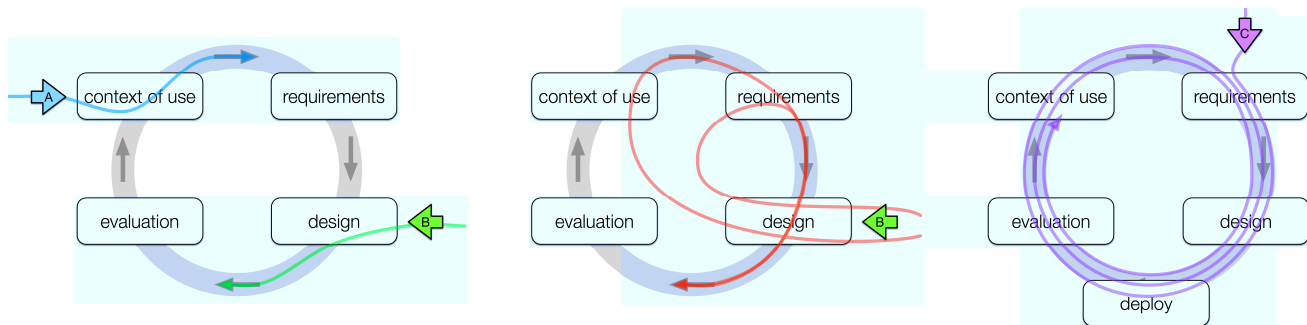 A
context of use
requirements
evaluation
design
B
context of use
requirements
evaluation
design
B
C
context of use
requirements
evaluation
design
deploy